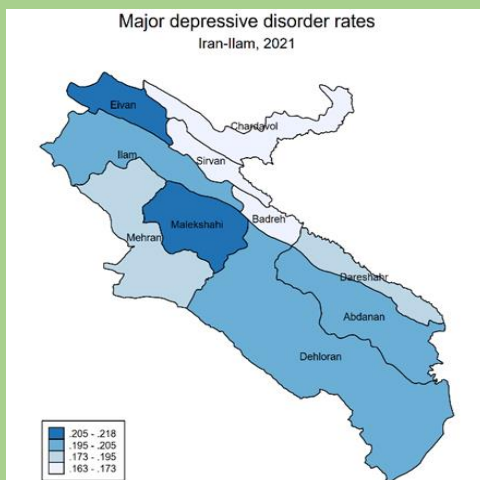 Major depressive disorder rates
Iran-Ilam, 2021
Eivan
Chardavol
Ilam
Sirvan
Badreh
Malekshahi
Mehran
Dareshahr
Abdanan
Dehloran
.205 - .218
.195 - .205
.173 - .195
.163 - .173